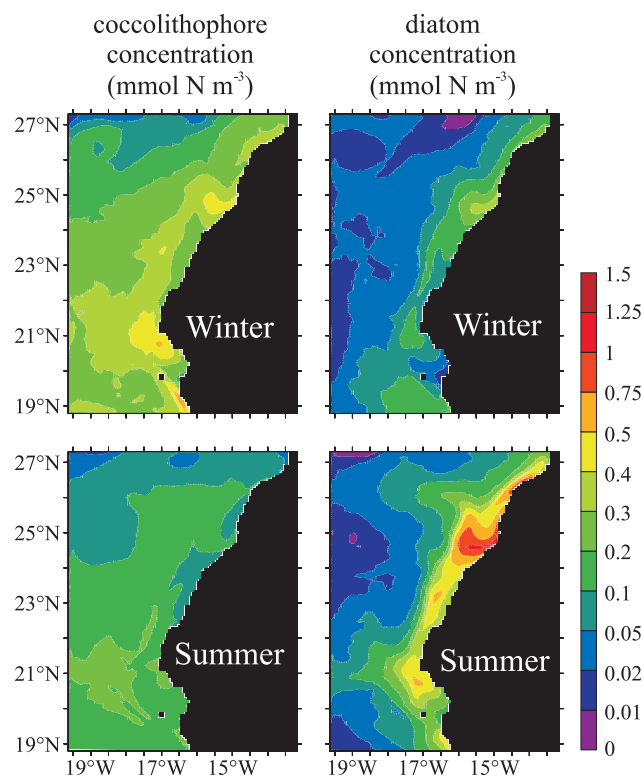 coccolithophore
concentration
(mmol N m-3)
diatom
concentration
(mmol N m-3)
27°N
25°N
23°N
21°N
19°N
Winter
Winter
27°N
25°N
23°N
21°N
19°N
Summer
Summer
19°W 17°W 15°W
19°W 17°W 15°W
1.5
1.25
1
0.75
0.5
0.4
0.3
0.2
0.1
0.05
0.02
0.01
0